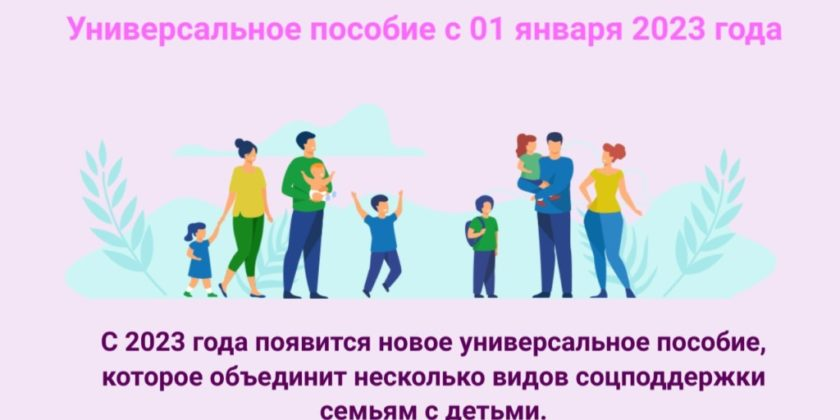 Универсальное пособие с 01 января 2023 года
С 2023 года появится новое универсальное пособие,
которое объединит несколько видов соцподдержки
семьям с детьми.